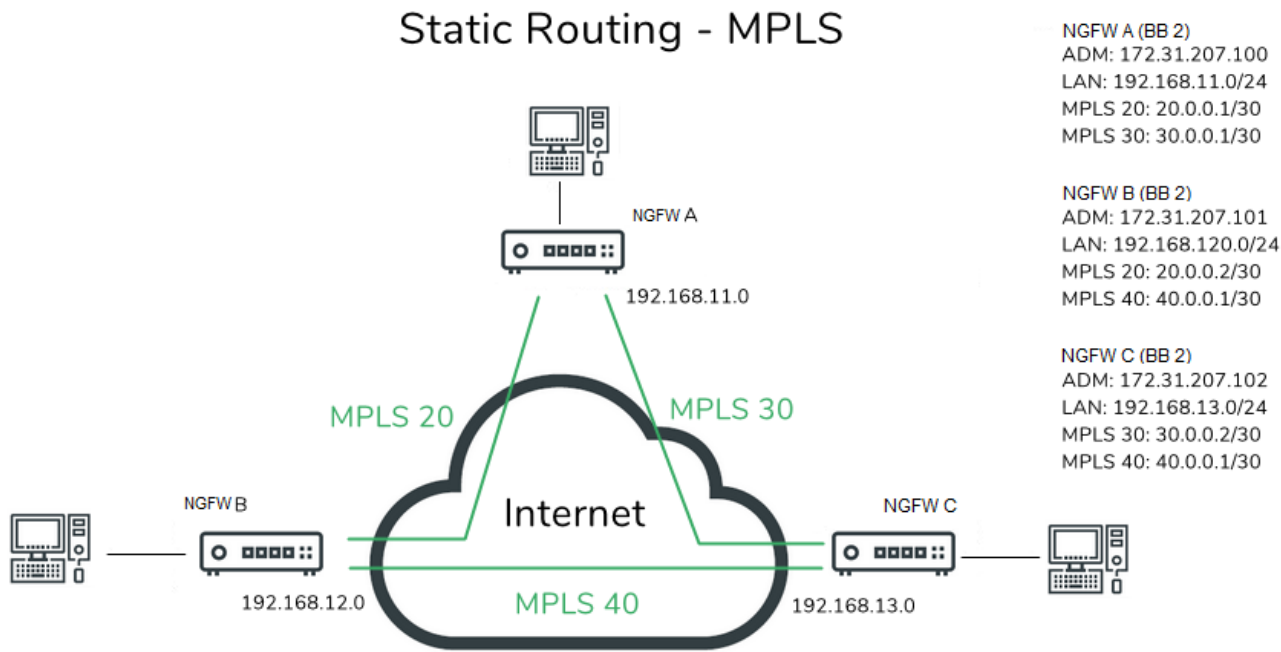 Static Routing - MPLS
NGFW A (BB 2)
ADM: 172.31.207.100
LAN: 192.168.11.0/24
MPLS 20: 20.0.0.1/30
MPLS 30: 30.0.0.1/30
NGFW B (BB 2)
ADM: 172.31.207.101
LAN: 192.168.120.0/24
MPLS 20: 20.0.0.2/30
MPLS 40: 40.0.0.1/30
NGFW C (BB 2)
ADM: 172.31.207.102
LAN: 192.168.13.0/24
MPLS 30: 30.0.0.2/30
MPLS 40: 40.0.0.1/30
NGFW A
192.168.11.0
MPLS 20
MPLS 30
Internet
NGFW B
192.168.12.0
MPLS 40
NGFW C
192.168.13.0